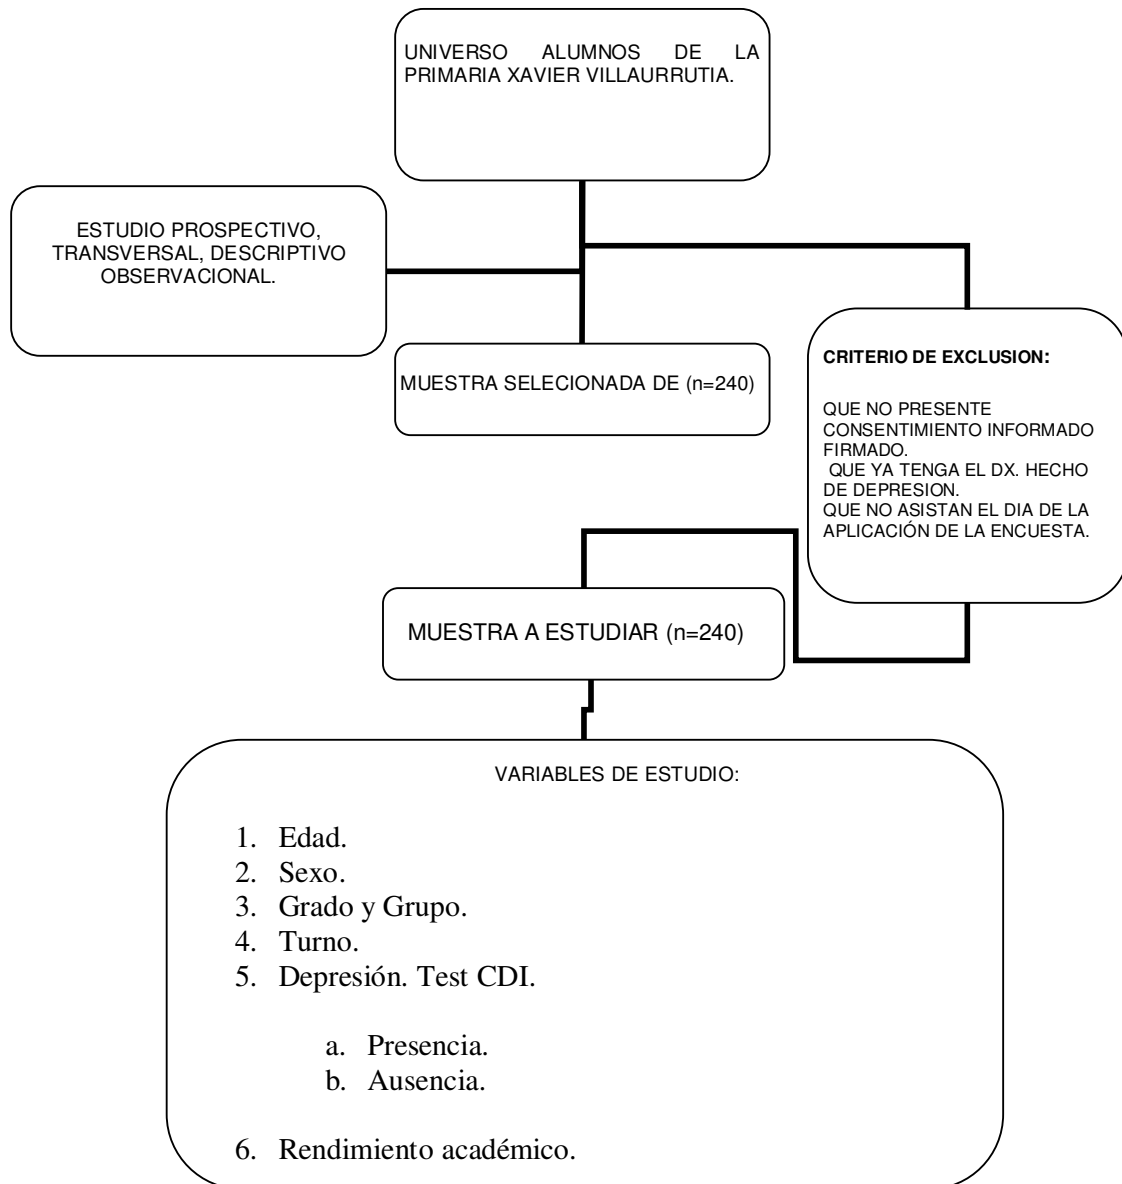 UNIVERSO ALUMNOS DE LA
PRIMARIA XAVIER VILLAURRUTIA.
ESTUDIO PROSPECTIVO,
TRANSVERSAL, DESCRIPTIVO
OBSERVACIONAL.
MUESTRA SELECIONADA DE (n=240)
CRITERIO DE EXCLUSION:
QUE NO PRESENTE
CONSENTIMIENTO INFORMADO
FIRMADO.
QUE YA TENGA EL DX. HECHO
DE DEPRESION.
QUE NO ASISTAN EL DIA DE LA
APLICACIÓN DE LA ENCUESTA.
MUESTRA A ESTUDIAR (n=240)
VARIABLES DE ESTUDIO:
1. Edad.
2. Sexo.
3. Grado y Grupo.
4. Turno.
5. Depresión. Test CDI.
a. Presencia.
b. Ausencia.
6. Rendimiento académico.